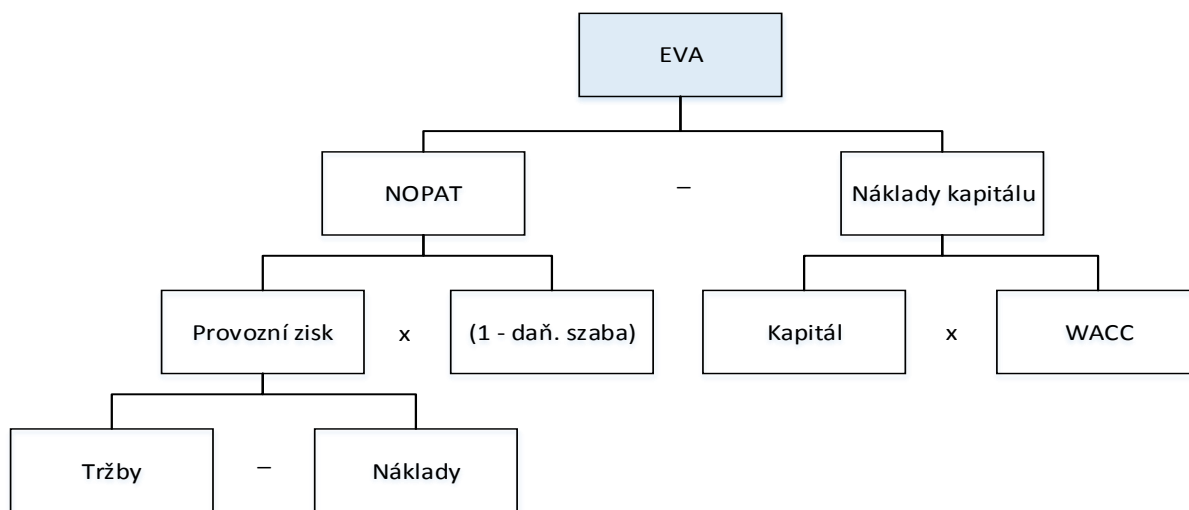 EVA
NOPAT – Náklady kapitálu
Provozní zisk x (1 - daň. szaba) Kapitál x WACC
Tržby – Náklady